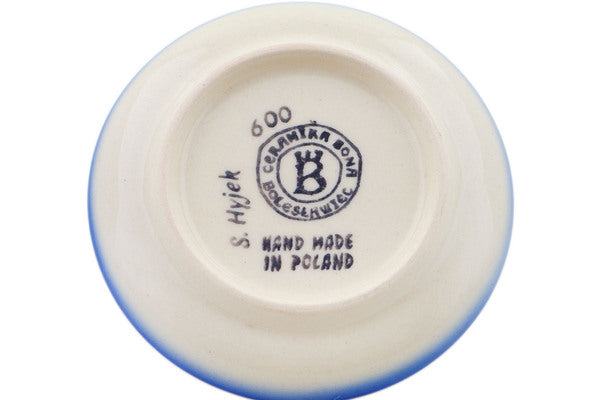 600
CERAMIKA BONA
B
BOLESŁAWIEC
S. Hyjek
HAND MADE
IN POLAND